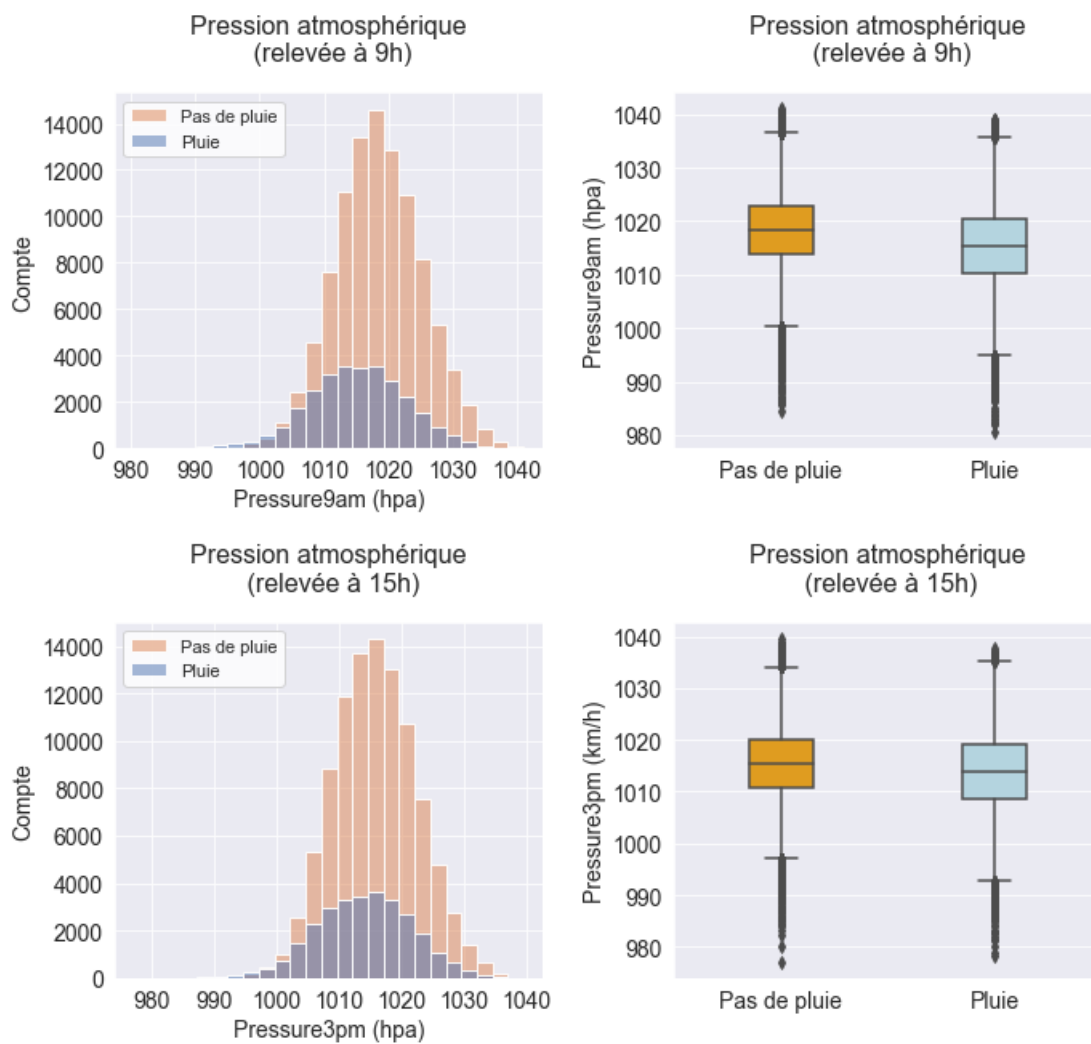 Pression atmosphérique
(relevée à 9h)
14000
12000
10000
8000
6000
4000
2000
0
Compte
Pas de pluie
Pluie
980 990 1000 1010 1020 1030 1040
Pressure9am (hpa)
Pression atmosphérique
(relevée à 9h)
1040
1030
1020
1010
1000
990
980
Pressure9am (hpa)
Pas de pluie Pluie
Pression atmosphérique
(relevée à 15h)
14000
12000
10000
8000
6000
4000
2000
0
Compte
Pas de pluie
Pluie
980 990 1000 1010 1020 1030 1040
Pressure3pm (hpa)
Pression atmosphérique
(relevée à 15h)
1040
1030
1020
1010
1000
990
980
Pressure3pm (km/h)
Pas de pluie Pluie